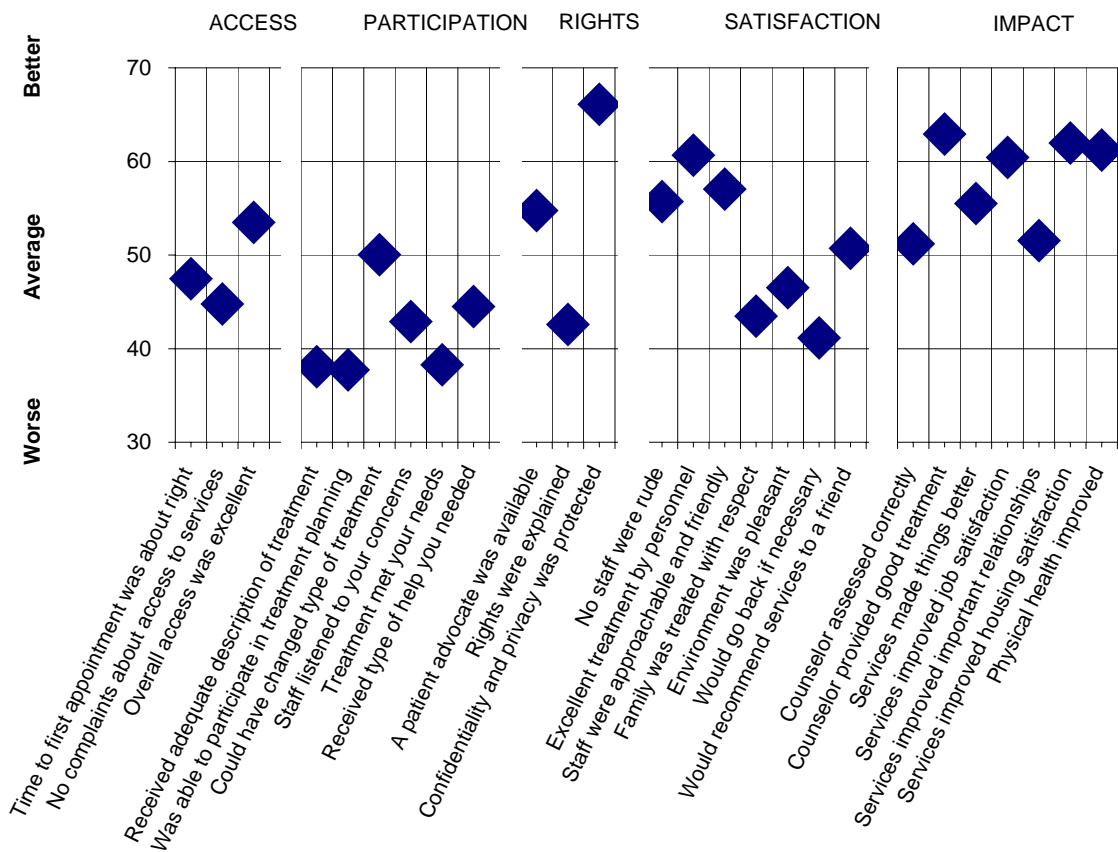 ACCESS
PARTICIPATION
RIGHTS
SATISFACTION
IMPACT
Better
Average
Worse
70
60
50
40
30
Time to first appointment was about right
No complaints about access to services
Overall access was excellent
Received adequate description of treatment
Was able to participate in treatment planning
Could have changed type of treatment
Staff listened to your concerns
Treatment met your needs
Received type of help you needed
A patient advocate was available
Rights were explained
Confidentiality and privacy was protected
No staff were rude
Excellent treatment by personnel
Staff were approachable and friendly
Family was treated with respect
Environment was pleasant
Would go back if necessary
Would recommend services to a friend
Counselor assessed correctly
Counselor provided good treatment
Services made things better
Services improved job satisfaction
Services improved important relationships
Services improved housing satisfaction
Physical health improved